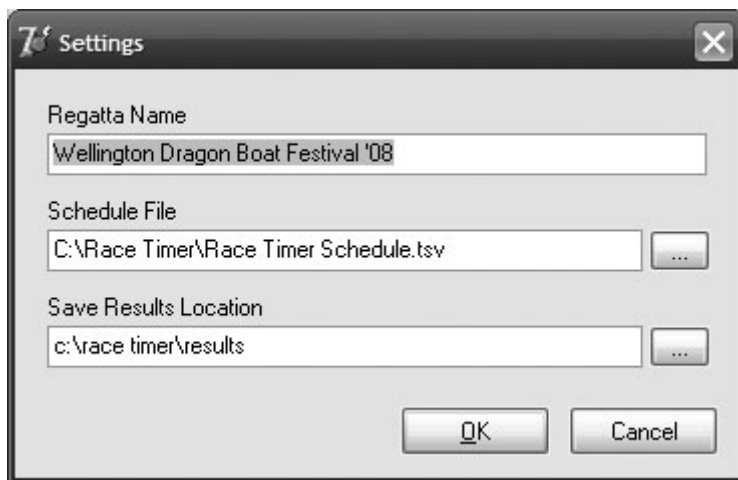 Settings
Regatta Name
Wellington Dragon Boat Festival '08
Schedule File
C:\Race Timer\Race Timer Schedule.tsv
...
Save Results Location
c:\race timer\results
...
OK Cancel